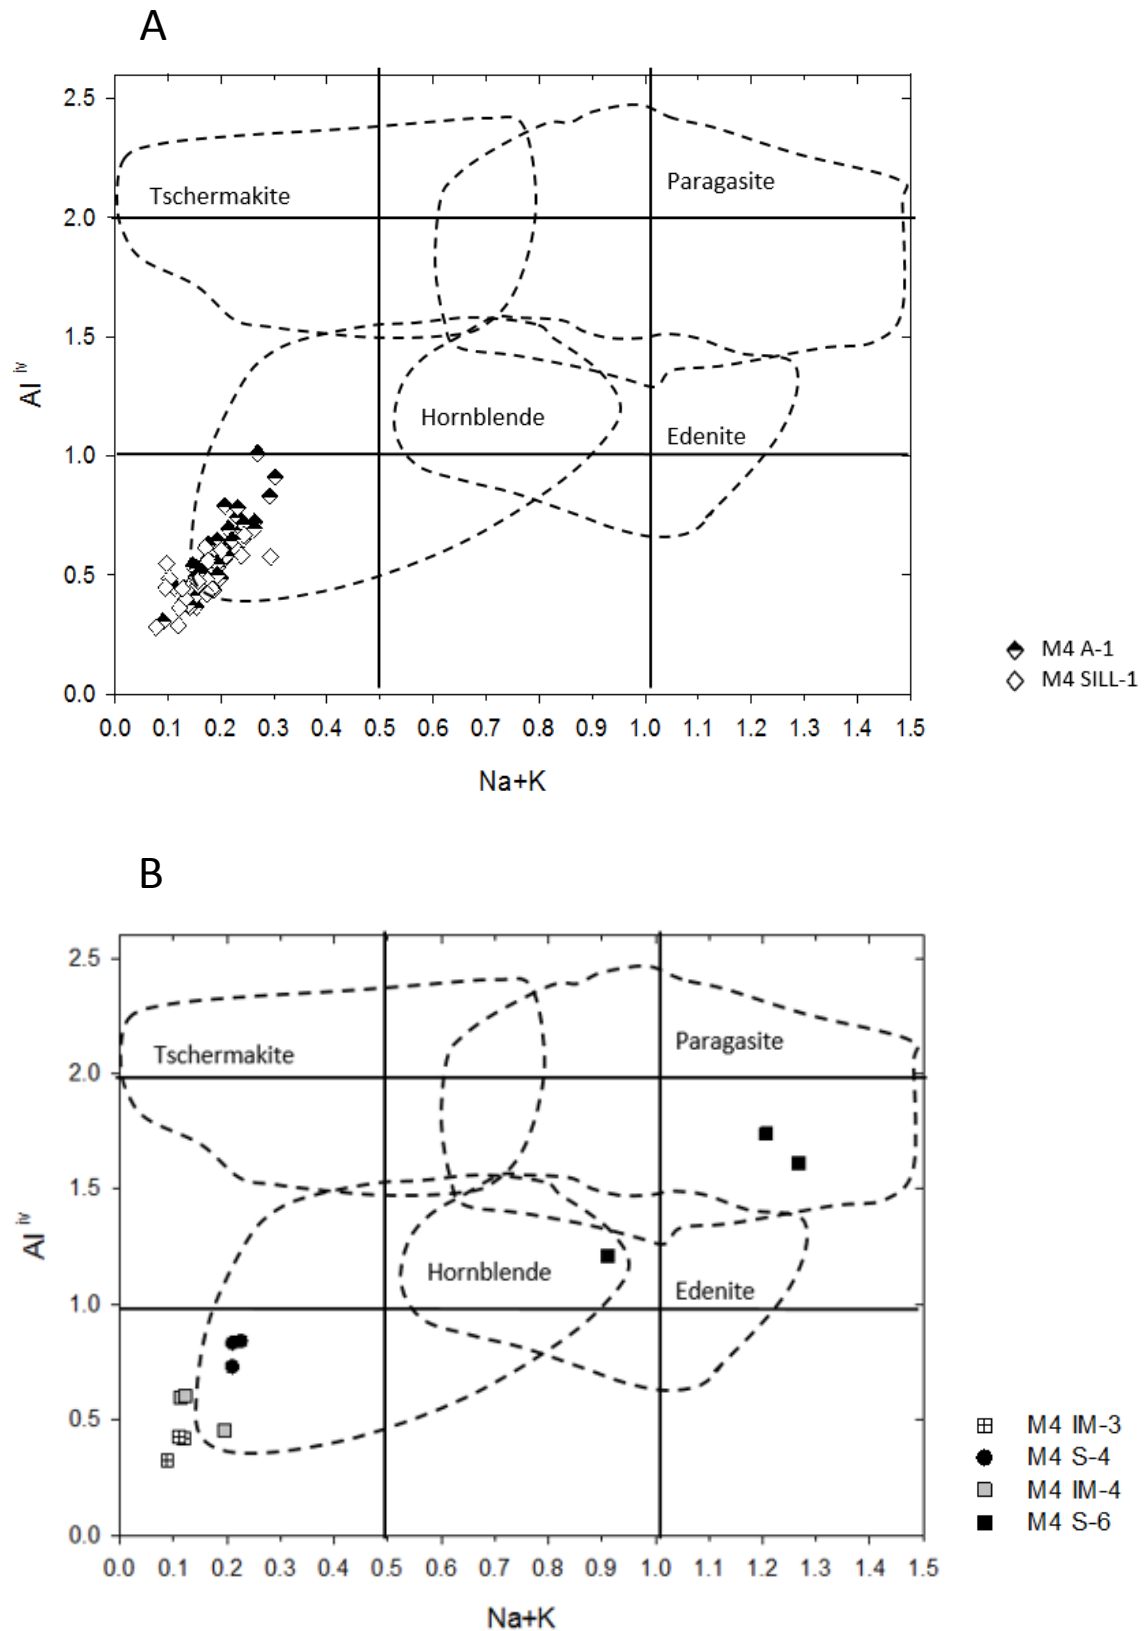 A
2.5
Tschermakite
Paragasite
2.0
1.5
Al iv
Hornblende
Edenite
1.0
0.5
0.0
0.0 0.1 0.2 0.3 0.4 0.5 0.6 0.7 0.8 0.9 1.0 1.1 1.2 1.3 1.4 1.5
Na+K
M4 A-1
M4 SILL-1
B
2.5
Tschermakite
Paragasite
2.0
1.5
Al iv
Hornblende
Edenite
1.0
0.5
0.0
0.0 0.1 0.2 0.3 0.4 0.5 0.6 0.7 0.8 0.9 1.0 1.1 1.2 1.3 1.4 1.5
Na+K
M4 IM-3
M4 S-4
M4 IM-4
M4 S-6